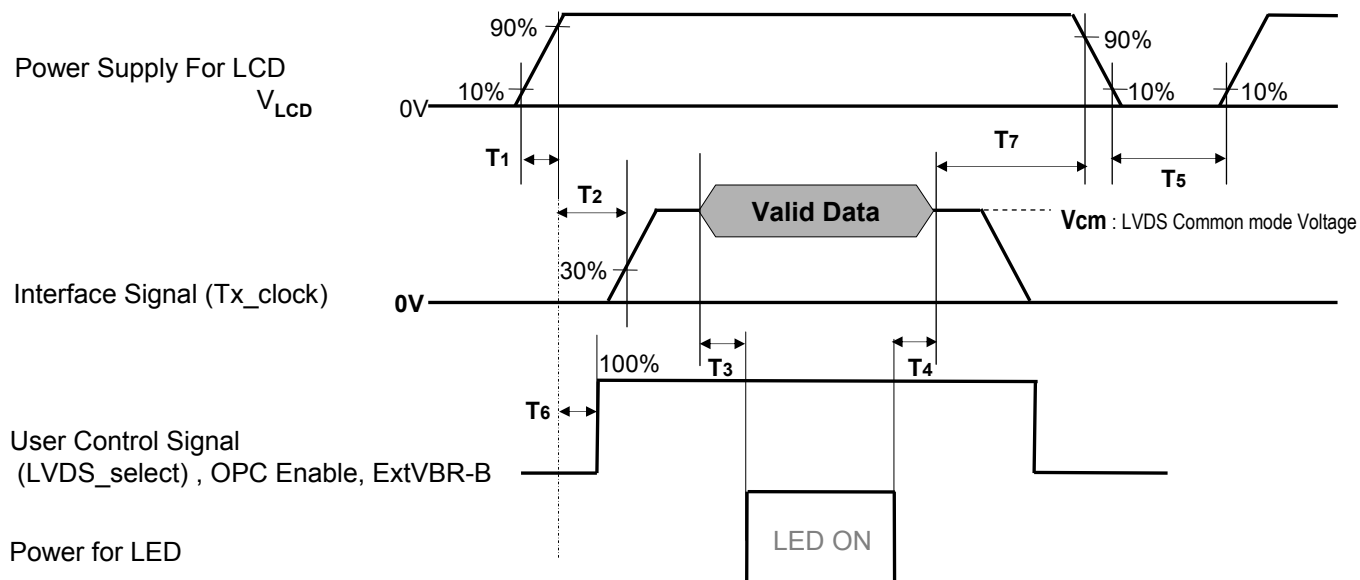 90%
90%
Power Supply For LCD
VLCD
10%
10%
10%
0V
T1
T7
T5
T2
Valid Data
Vcm : LVDS Common mode Voltage
30%
Interface Signal (Tx_clock)
0V
T3
T4
100%
T6
User Control Signal
(LVDS_select) , OPC Enable, ExtVBR-B
LED ON
Power for LED